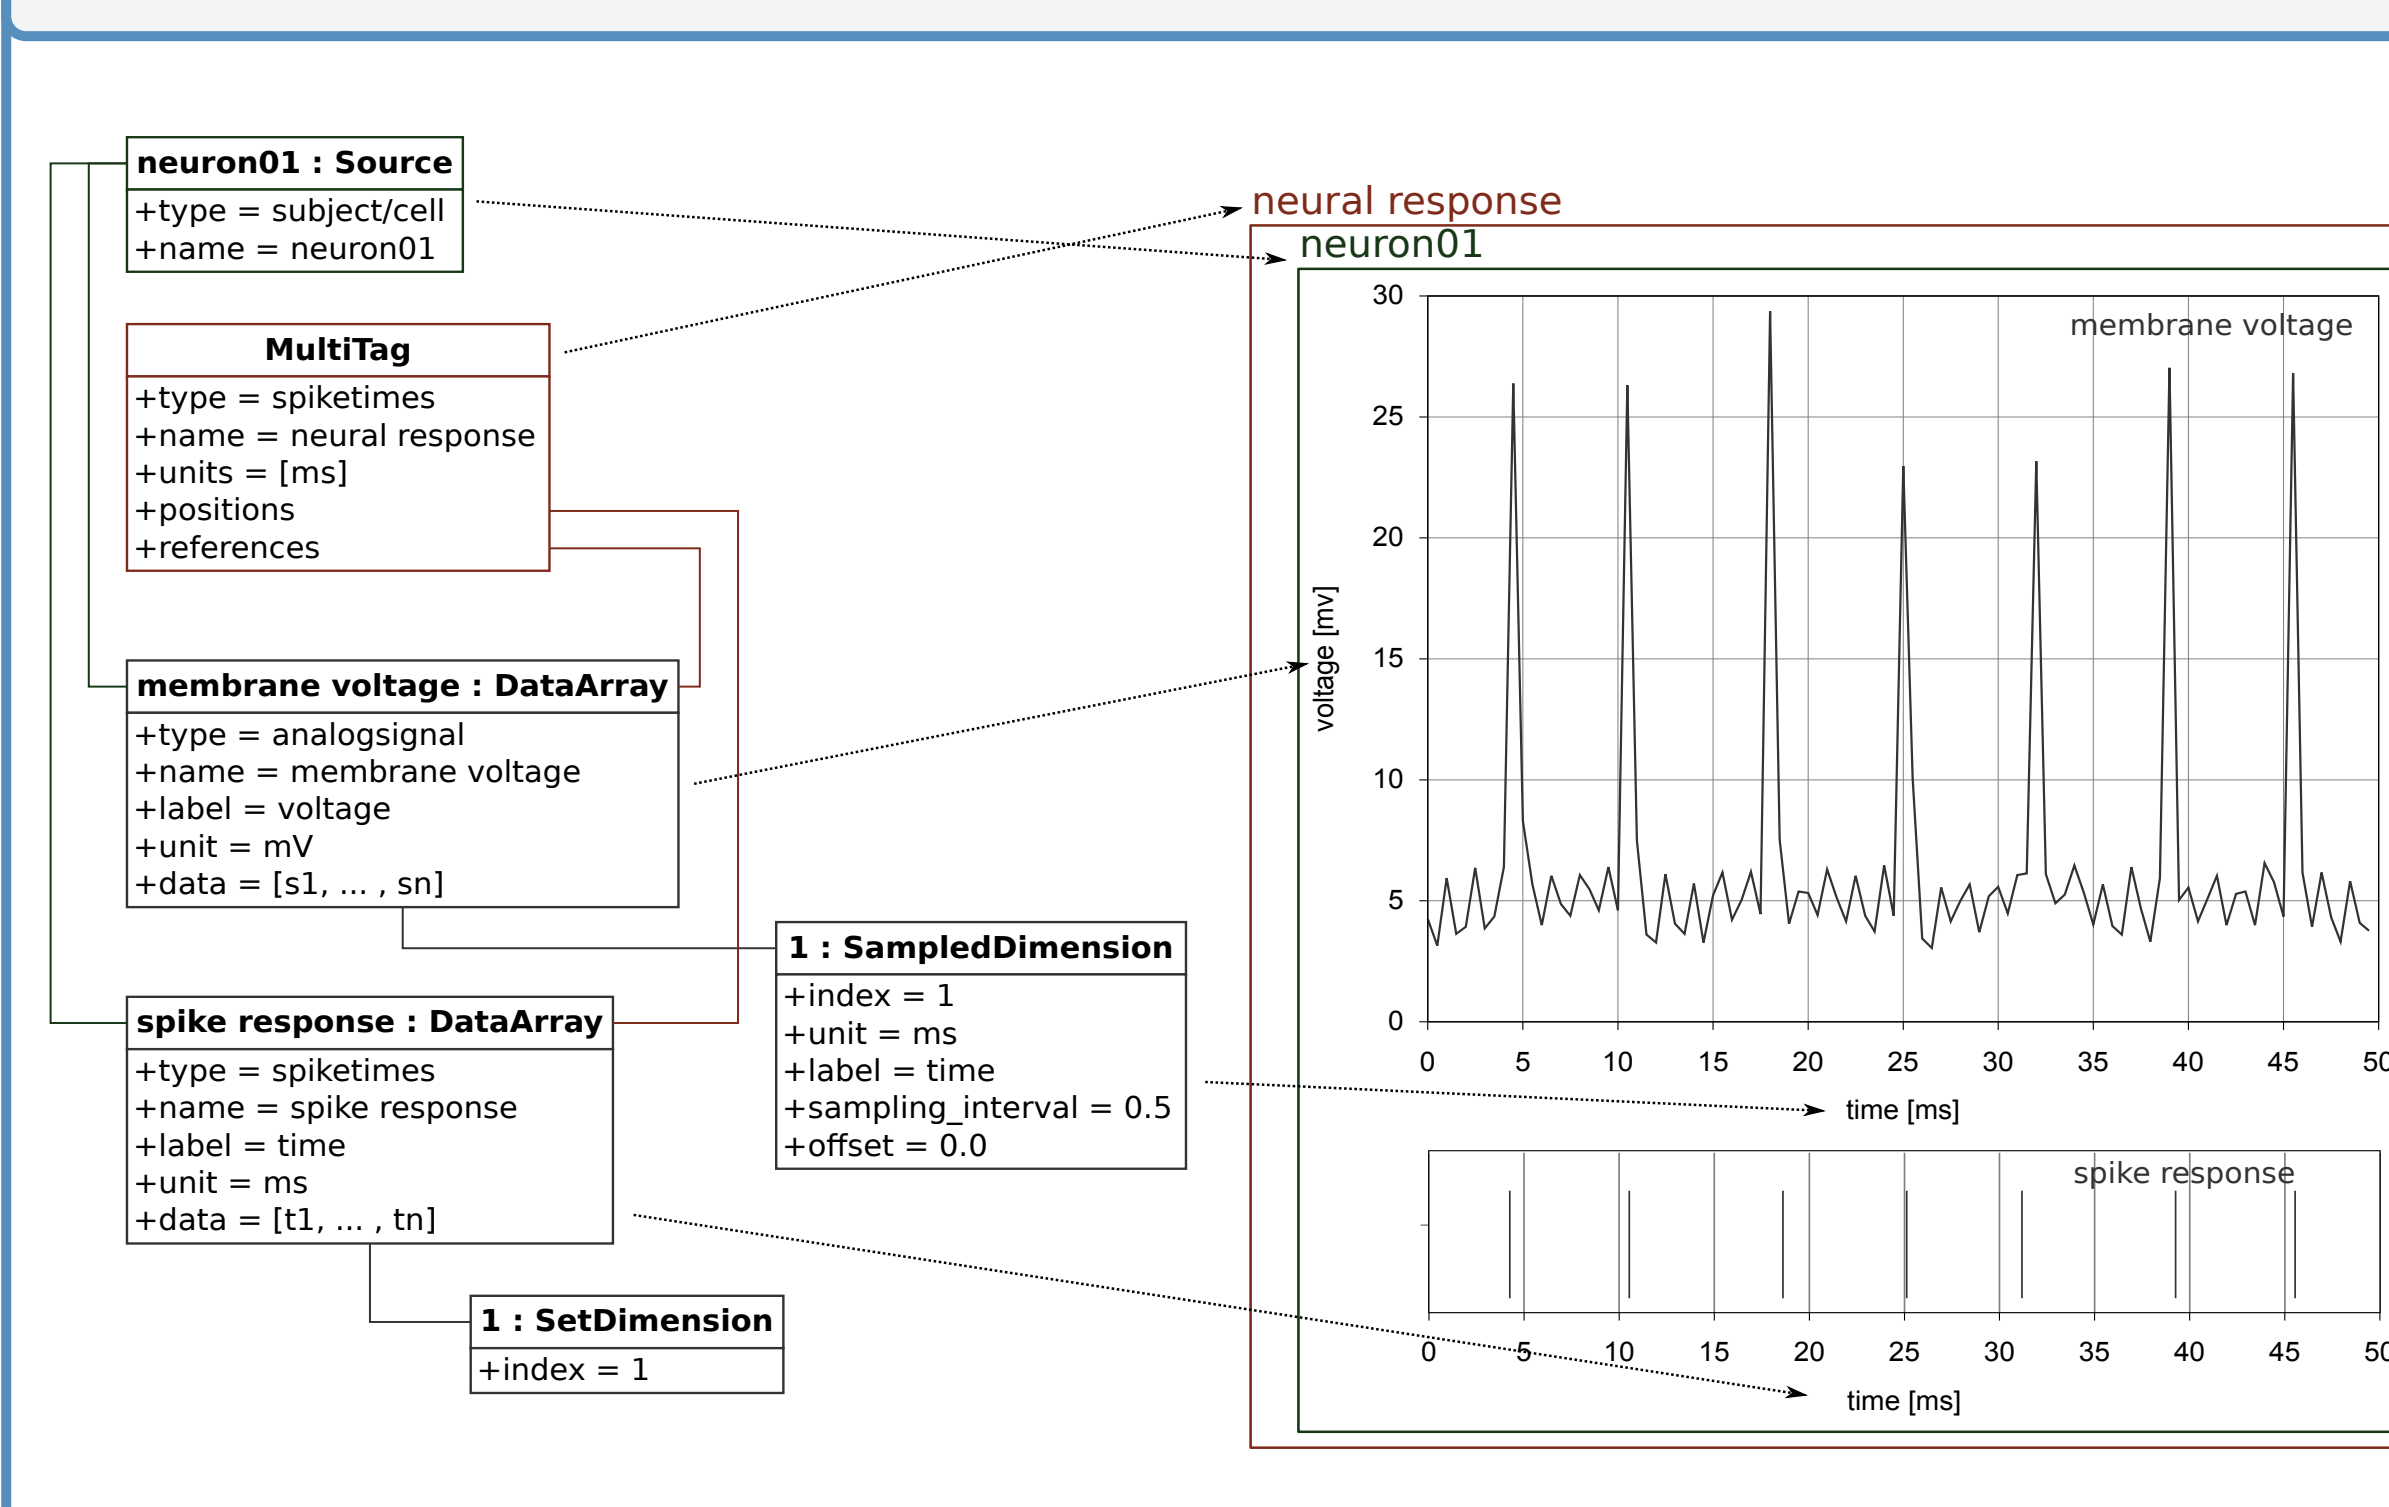 neuron01 : Source
+type = subject/cell
+name = neuron01
MultiTag
+type = spiketimes
+name = neural response
+units = [ms]
+positions
+references
membrane voltage : DataArray
+type = analogsignal
+name = membrane voltage
+label = voltage
+unit = mV
+data = [s1, ... , sn]
1 : SampledDimension
+index = 1
+unit = ms
+label = time
+sampling_interval = 0.5
+offset = 0.0
spike response : DataArray
+type = spiketimes
+name = spike response
+label = time
+unit = ms
+data = [t1, ... , tn]
1 : SetDimension
+index = 1
neural response
neuron01
membrane voltage
30
25
20
15
10
5
0
voltage [mv]
0 5 10 15 20 25 30 35 40 45 50
time [ms]
spike response
0 5 10 15 20 25 30 35 40 45 50
time [ms]